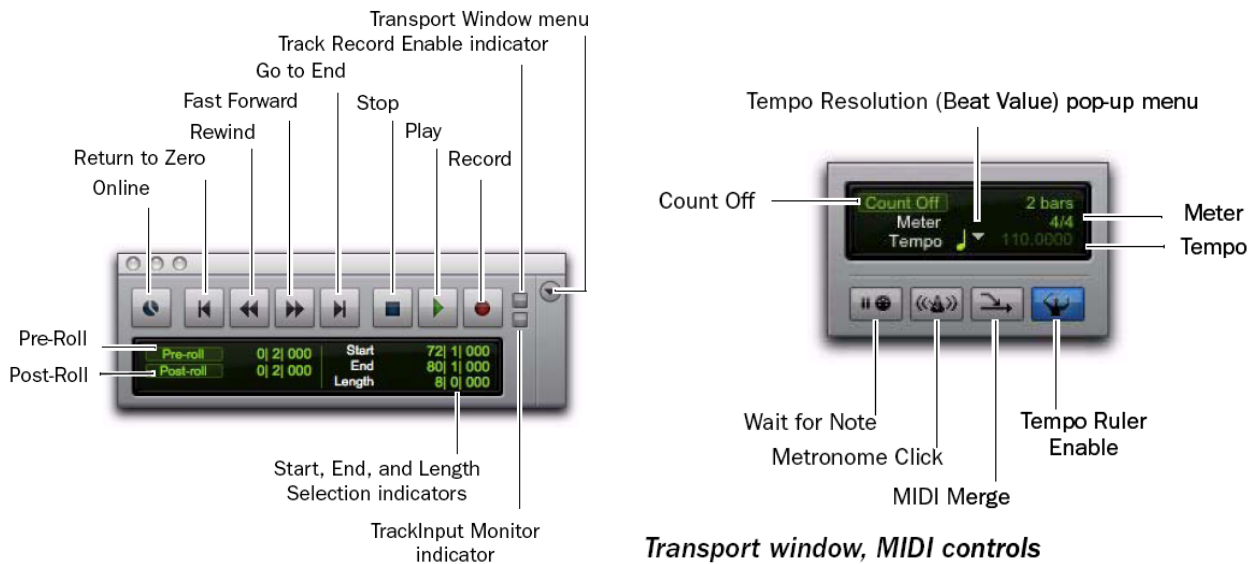 Transport Window menu
Track Record Enable indicator
Go to End
Fast Forward
Stop
Rewind
Play
Return to Zero
Record
Online
Pre-Roll
Post-Roll
Pre-roll 0| 2| 000
Post-roll 0| 2| 000
Start 72| 1| 000
End 80| 1| 000
Length 8| 0| 000
Start, End, and Length
Selection indicators
TrackInput Monitor
indicator
Tempo Resolution (Beat Value) pop-up menu
Count Off
Count Off 2 bars
Meter 4/4
Tempo 110.0000
Meter
Tempo
Wait for Note
Metronome Click
MIDI Merge
Tempo Ruler
Enable
Transport window, MIDI controls